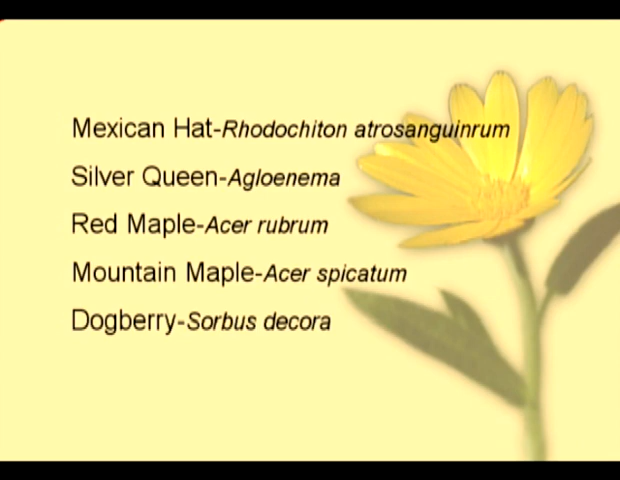 Mexican Hat-Rhodochiton atrosanguinrum
Silver Queen-Agloenema
Red Maple-Acer rubrum
Mountain Maple-Acer spicatum
Dogberry-Sorbus decora